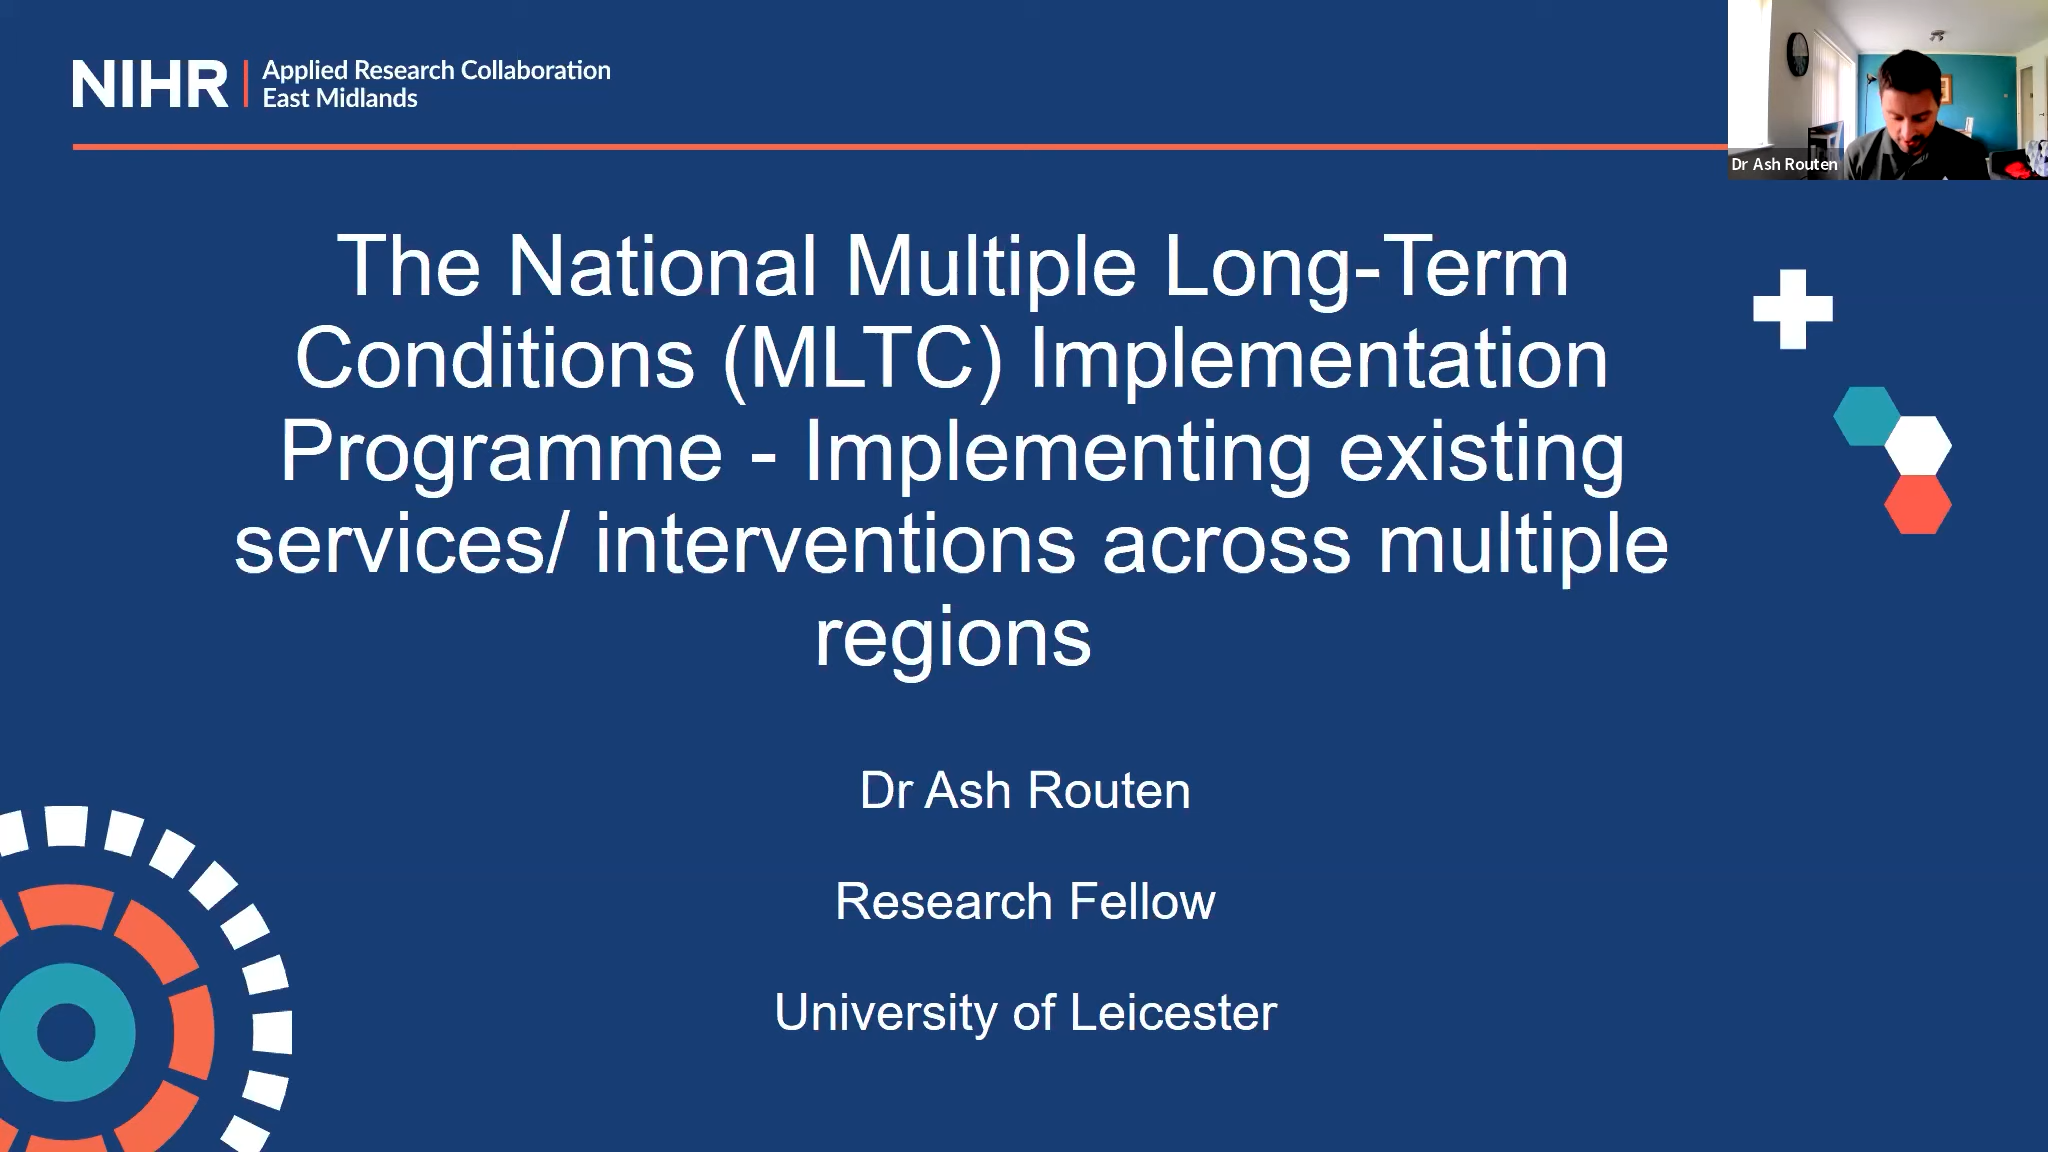 NIHR
Applied Research Collaboration
East Midlands
Dr Ash Routen
The National Multiple Long-Term
Conditions (MLTC) Implementation
Programme - Implementing existing
services/ interventions across multiple
regions
Dr Ash Routen
Research Fellow
University of Leicester